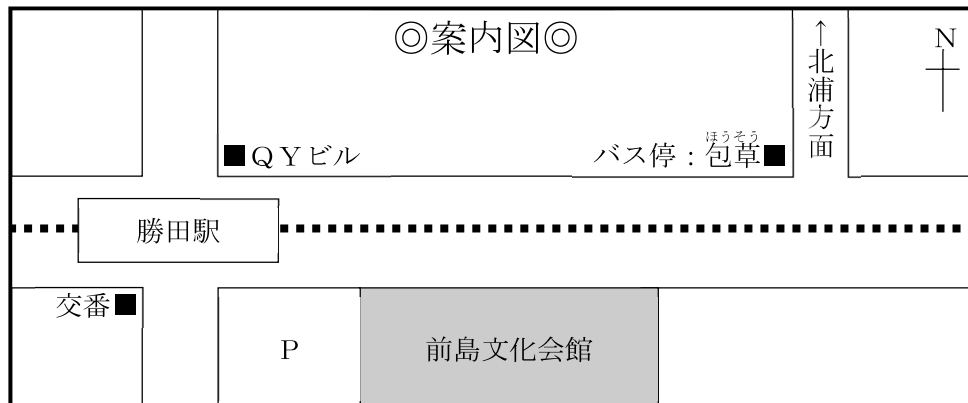 ◎案内図◎
N
↑北浦方面
■QYビル
バス停：包草■
ほうそう
勝田駅
交番■
P
前島文化会館